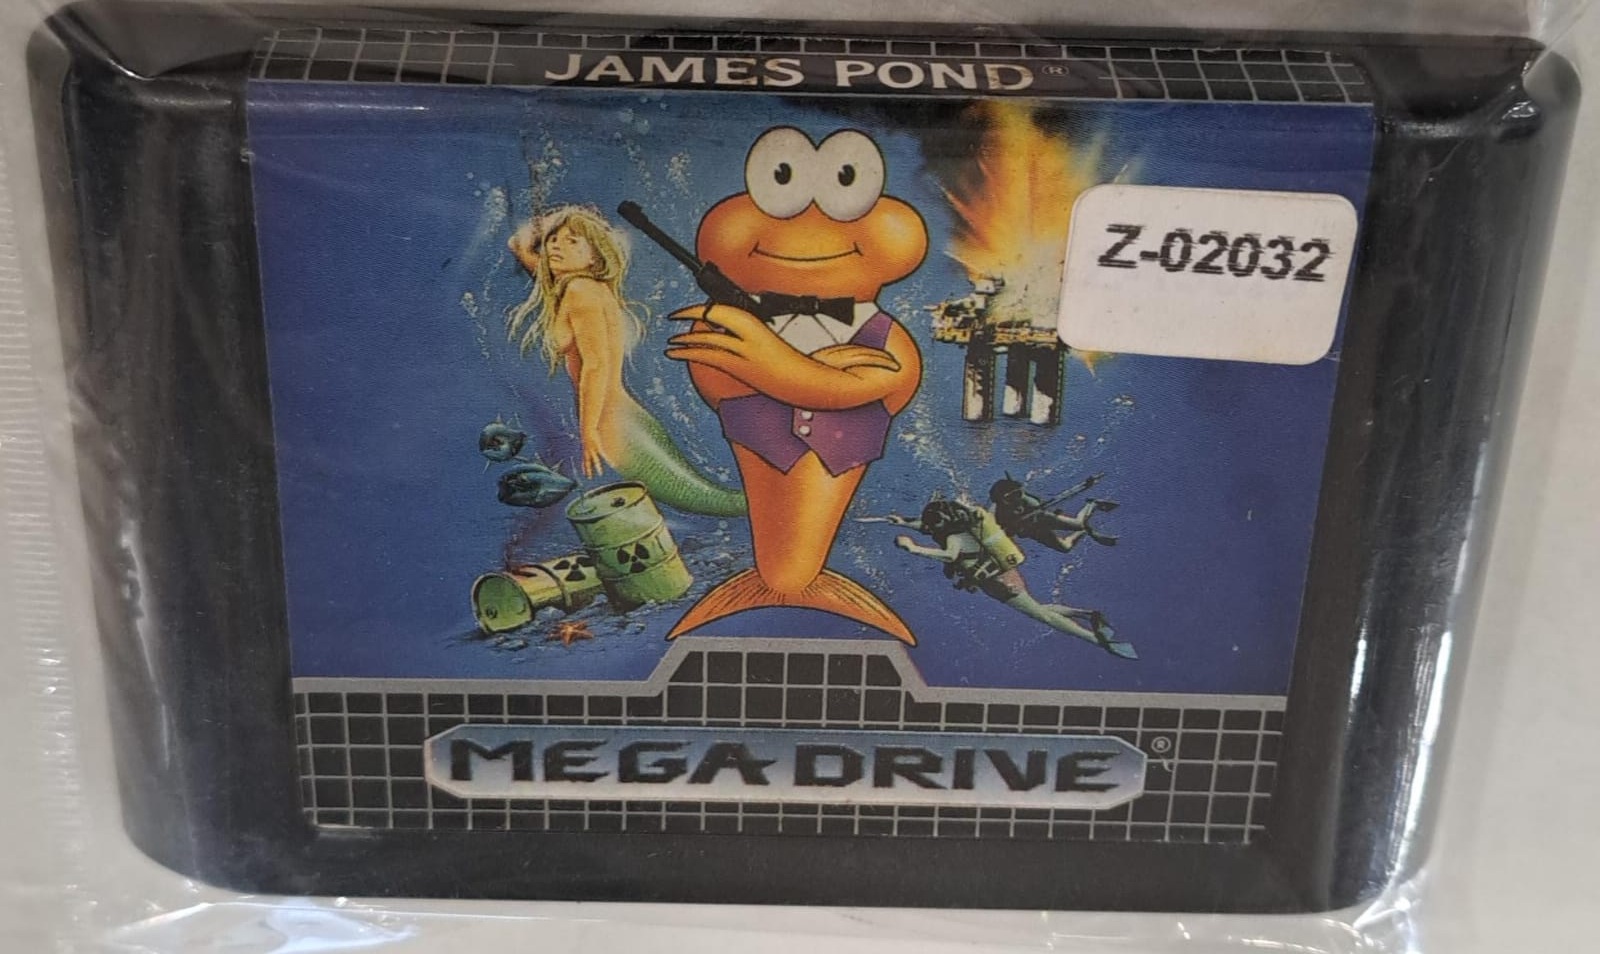 JAMES POND®
Z-02032
MEGA DRIVE®